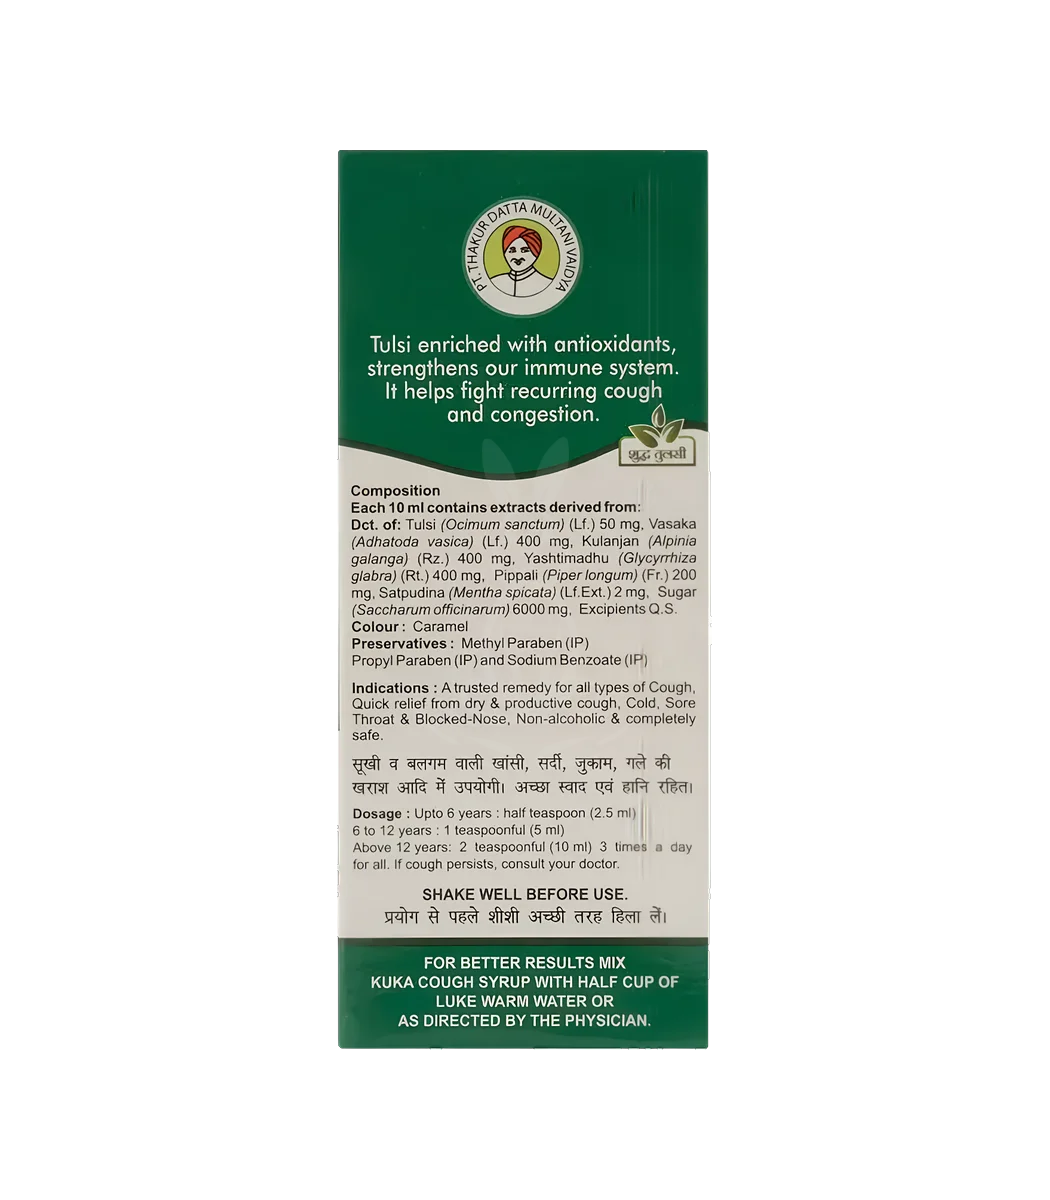 PT. THAKUR DATTA MULTANI VAIDYA
Tulsi enriched with antioxidants,
strengthens our immune system.
It helps fight recurring cough
and congestion.
शुद्ध तुलसी
Composition
Each 10 ml contains extracts derived from:
Dct. of: Tulsi (Ocimum sanctum) (Lf.) 50 mg, Vasaka
(Adhatoda vasica) (Lf.) 400 mg, Kulanjan (Alpinia
galanga) (Rz.) 400 mg, Yashtimadhu (Glycyrrhiza
glabra) (Rt.) 400 mg, Pippali (Piper longum) (Fr.) 200
mg, Satpudina (Mentha spicata) (Lf.Ext.) 2 mg, Sugar
(Saccharum officinarum) 6000 mg, Excipients Q.S.
Colour : Caramel
Preservatives : Methyl Paraben (IP)
Propyl Paraben (IP) and Sodium Benzoate (IP)
Indications : A trusted remedy for all types of Cough,
Quick relief from dry & productive cough, Cold, Sore
Throat & Blocked-Nose, Non-alcoholic & completely
safe.
सूखी व बलगम वाली खांसी, सर्दी, जुकाम, गले की
खराश आदि में उपयोगी। अच्छा स्वाद एवं हानि रहित।
Dosage : Upto 6 years : half teaspoon (2.5 ml)
6 to 12 years : 1 teaspoonful (5 ml)
Above 12 years: 2 teaspoonful (10 ml) 3 times a day
for all. If cough persists, consult your doctor.
SHAKE WELL BEFORE USE.
प्रयोग से पहले शीशी अच्छी तरह हिला लें।
FOR BETTER RESULTS MIX
KUKA COUGH SYRUP WITH HALF CUP OF
LUKE WARM WATER OR
AS DIRECTED BY THE PHYSICIAN.